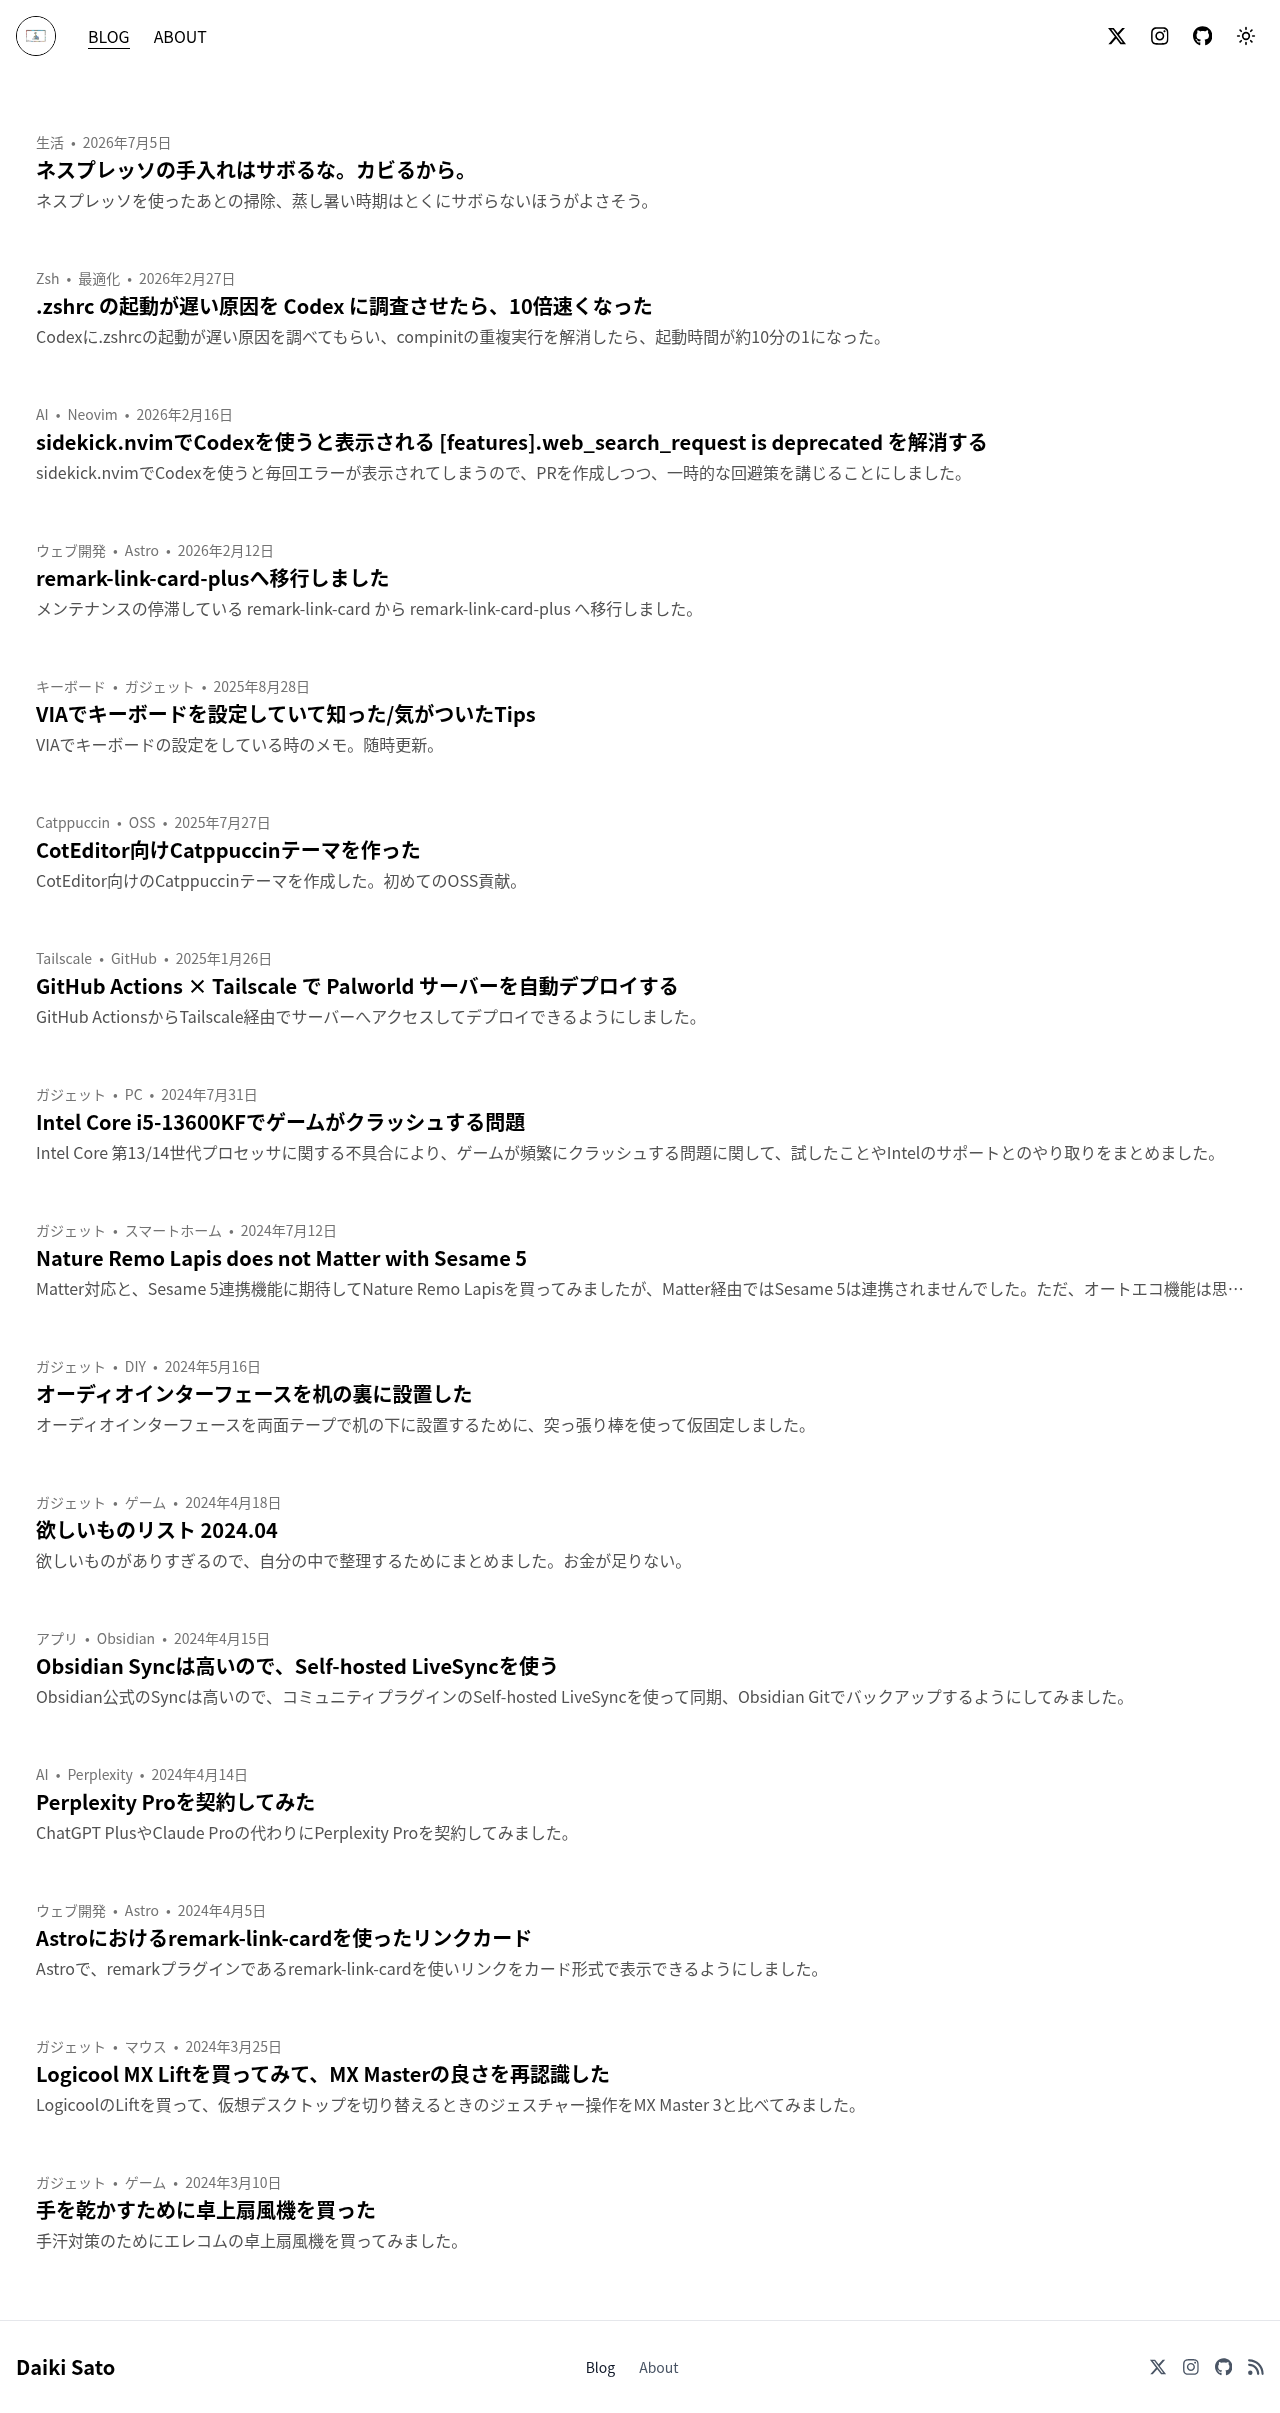 BLOG ABOUT
生活 • 2026年7月5日
ネスプレッソの手入れはサボるな。カビるから。
ネスプレッソを使ったあとの掃除、蒸し暑い時期はとくにサボらないほうがよさそう。
Zsh • 最適化 • 2026年2月27日
.zshrc の起動が遅い原因を Codex に調査させたら、10倍速くなった
Codexに.zshrcの起動が遅い原因を調べてもらい、compinitの重複実行を解消したら、起動時間が約10分の1になった。
AI • Neovim • 2026年2月16日
sidekick.nvimでCodexを使うと表示される [features].web_search_request is deprecated を解消する
sidekick.nvimでCodexを使うと毎回エラーが表示されてしまうので、PRを作成しつつ、一時的な回避策を講じることにしました。
ウェブ開発 • Astro • 2026年2月12日
remark-link-card-plusへ移行しました
メンテナンスの停滞している remark-link-card から remark-link-card-plus へ移行しました。
キーボード • ガジェット • 2025年8月28日
VIAでキーボードを設定していて知った/気がついたTips
VIAでキーボードの設定をしている時のメモ。随時更新。
Catppuccin • OSS • 2025年7月27日
CotEditor向けCatppuccinテーマを作った
CotEditor向けのCatppuccinテーマを作成した。初めてのOSS貢献。
Tailscale • GitHub • 2025年1月26日
GitHub Actions × Tailscale で Palworld サーバーを自動デプロイする
GitHub ActionsからTailscale経由でサーバーへアクセスしてデプロイできるようにしました。
ガジェット • PC • 2024年7月31日
Intel Core i5-13600KFでゲームがクラッシュする問題
Intel Core 第13/14世代プロセッサに関する不具合により、ゲームが頻繁にクラッシュする問題に関して、試したことやIntelのサポートとのやり取りをまとめました。
ガジェット • スマートホーム • 2024年7月12日
Nature Remo Lapis does not Matter with Sesame 5
Matter対応と、Sesame 5連携機能に期待してNature Remo Lapisを買ってみましたが、Matter経由ではSesame 5は連携されませんでした。ただ、オートエコ機能は思…
ガジェット • DIY • 2024年5月16日
オーディオインターフェースを机の裏に設置した
オーディオインターフェースを両面テープで机の下に設置するために、突っ張り棒を使って仮固定しました。
ガジェット • ゲーム • 2024年4月18日
欲しいものリスト 2024.04
欲しいものがありすぎるので、自分の中で整理するためにまとめました。お金が足りない。
アプリ • Obsidian • 2024年4月15日
Obsidian Syncは高いので、Self-hosted LiveSyncを使う
Obsidian公式のSyncは高いので、コミュニティプラグインのSelf-hosted LiveSyncを使って同期、Obsidian Gitでバックアップするようにしてみました。
AI • Perplexity • 2024年4月14日
Perplexity Proを契約してみた
ChatGPT PlusやClaude Proの代わりにPerplexity Proを契約してみました。
ウェブ開発 • Astro • 2024年4月5日
Astroにおけるremark-link-cardを使ったリンクカード
Astroで、remarkプラグインであるremark-link-cardを使いリンクをカード形式で表示できるようにしました。
ガジェット • マウス • 2024年3月25日
Logicool MX Liftを買ってみて、MX Masterの良さを再認識した
LogicoolのLiftを買って、仮想デスクトップを切り替えるときのジェスチャー操作をMX Master 3と比べてみました。
ガジェット • ゲーム • 2024年3月10日
手を乾かすために卓上扇風機を買った
手汗対策のためにエレコムの卓上扇風機を買ってみました。
Daiki Sato Blog About